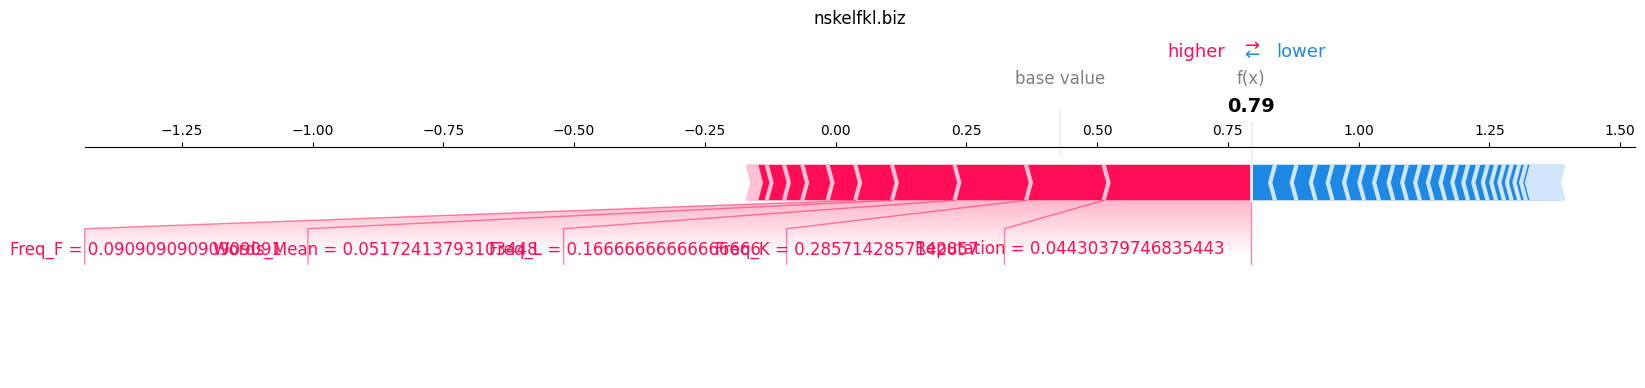 nskelfkl.biz
higher → ← lower
base value f(x)
0.79
−1.25 −1.00 −0.75 −0.50 −0.25 0.00 0.25 0.50 0.75 1.00 1.25 1.50
Freq_F = 0.09090909090909091 Words_Mean = 0.05172413793103448 Freq_L = 0.16666666666666666 Freq_K = 0.2857142857142857 Reputation = 0.04430379746835443